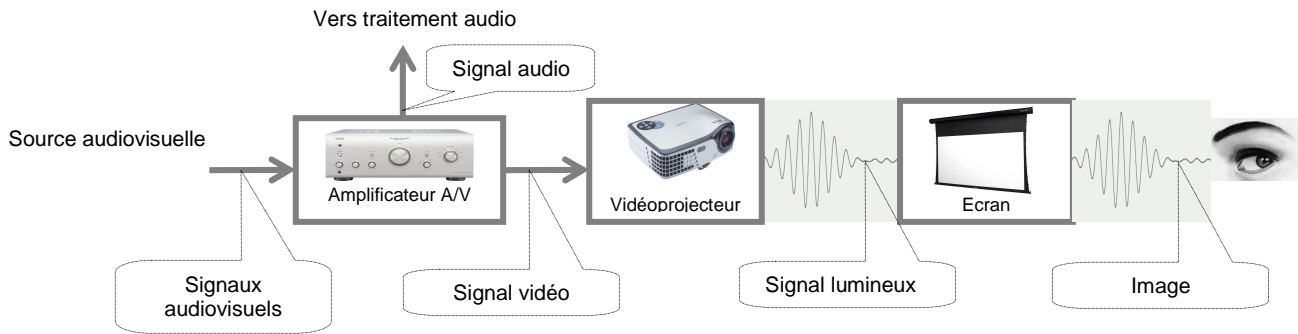 Vers traitement audio
Signal audio
Source audiovisuelle
Amplificateur A/V
Vidéoprojecteur
Ecran
Signaux
audiovisuels
Signal vidéo
Signal lumineux
Image